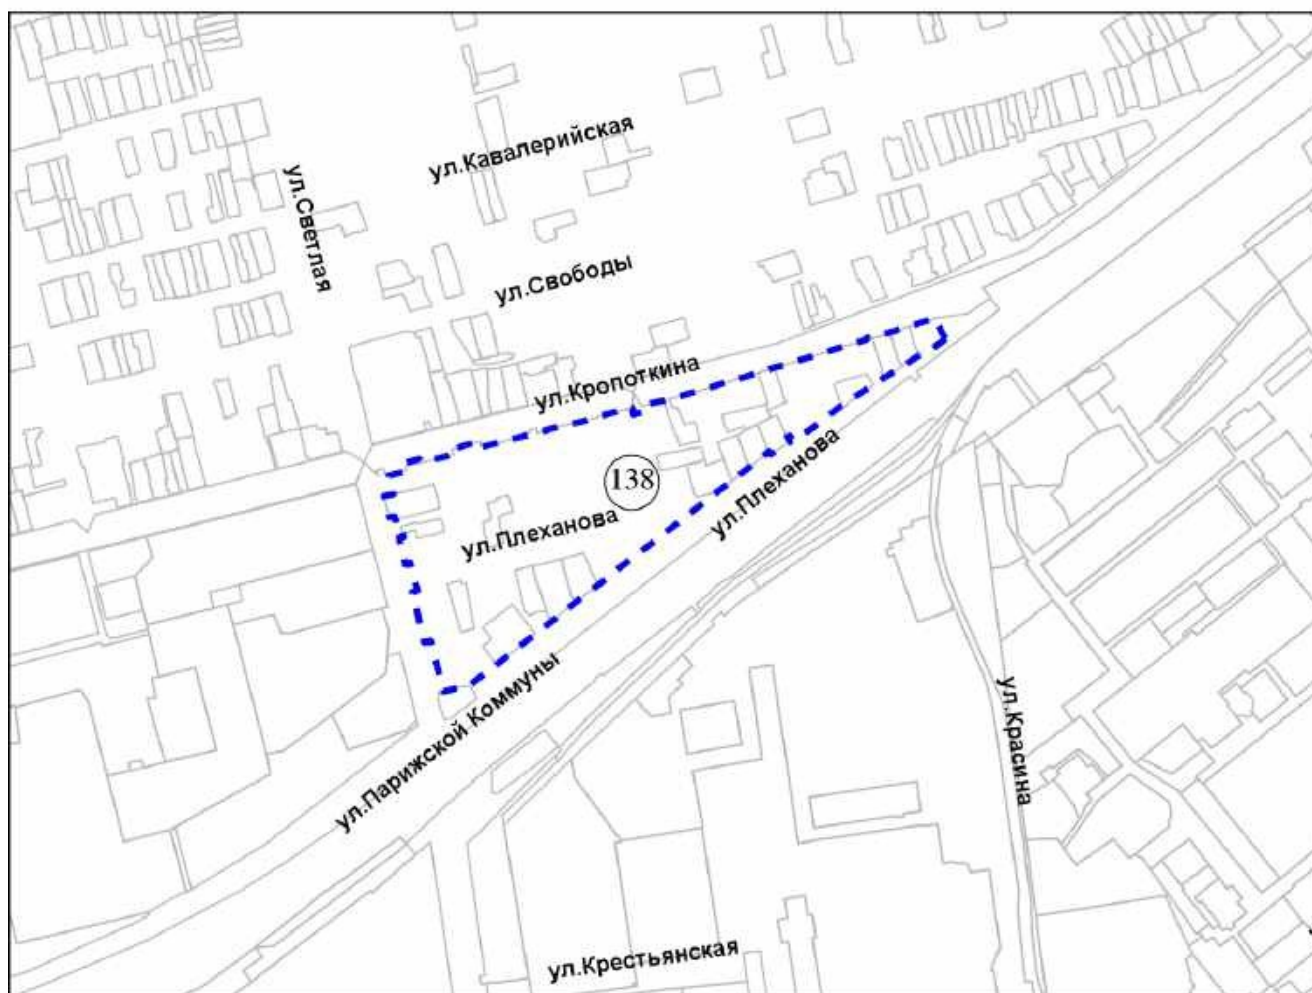 ул.Кавалерийская
ул.Светлая
ул.Свободы
ул.Кропоткина
138
ул.Плеханова
ул.Плеханова
ул.Парижской Коммуны
ул.Красина
ул.Крестьянская